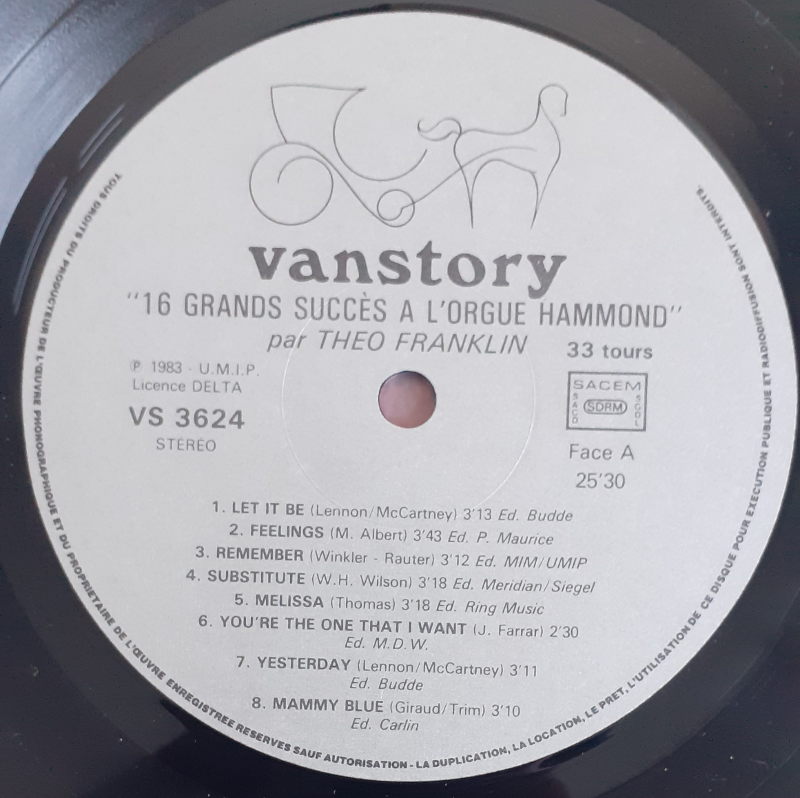 vanstory
"16 GRANDS SUCCÈS A L'ORGUE HAMMOND"
par THEO FRANKLIN
33 tours
℗ 1983 · U.M.I.P.
Licence DELTA
VS 3624
STÉRÉO
SACEM
SACD SDRM SGDL
Face A
25'30
1. LET IT BE (Lennon/McCartney) 3'13 Ed. Budde
2. FEELINGS (M. Albert) 3'43 Ed. P. Maurice
3. REMEMBER (Winkler - Rauter) 3'12 Ed. MIM/UMIP
4. SUBSTITUTE (W.H. Wilson) 3'18 Ed. Meridian/Siegel
5. MELISSA (Thomas) 3'18 Ed. Ring Music
6. YOU'RE THE ONE THAT I WANT (J. Farrar) 2'30
Ed. M.D.W.
7. YESTERDAY (Lennon/McCartney) 3'11
Ed. Budde
8. MAMMY BLUE (Giraud/Trim) 3'10
Ed. Carlin
TOUS DROITS DU PRODUCTEUR DE L'ŒUVRE PHONOGRAPHIQUE ET DU PROPRIETAIRE DE L'ŒUVRE ENREGISTREE RESERVES SAUF AUTORISATION - LA DUPLICATION, LA LOCATION, LE PRET, L'UTILISATION DE CE DISQUE POUR EXECUTION PUBLIQUE ET RADIODIFFUSION SONT INTERDITS.